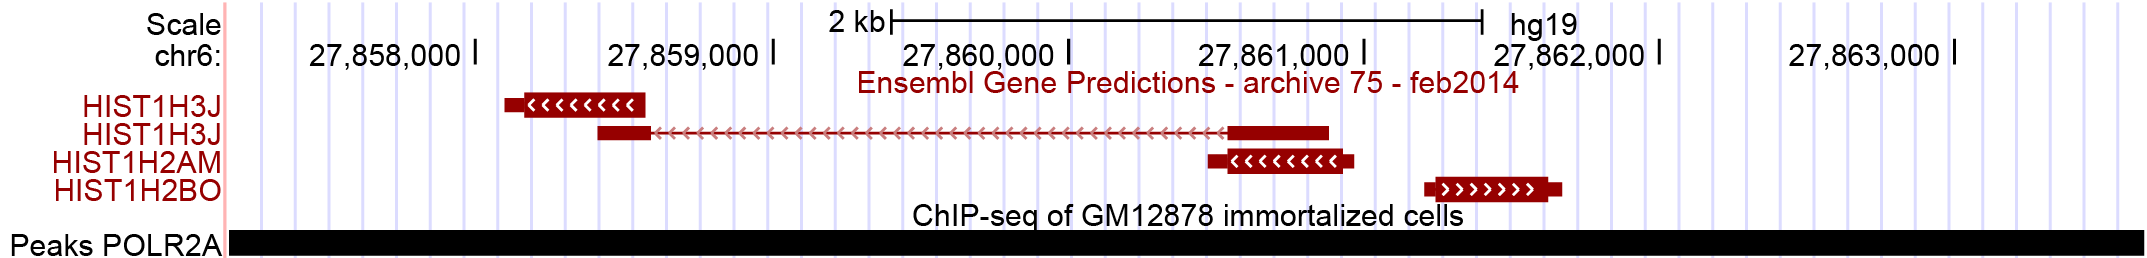 Scale 2 kb hg19
chr6: 27,858,000 27,859,000 27,860,000 27,861,000 27,862,000 27,863,000
Ensembl Gene Predictions - archive 75 - feb2014
HIST1H3J
HIST1H3J
HIST1H2AM
HIST1H2BO
ChIP-seq of GM12878 immortalized cells
Peaks POLR2A